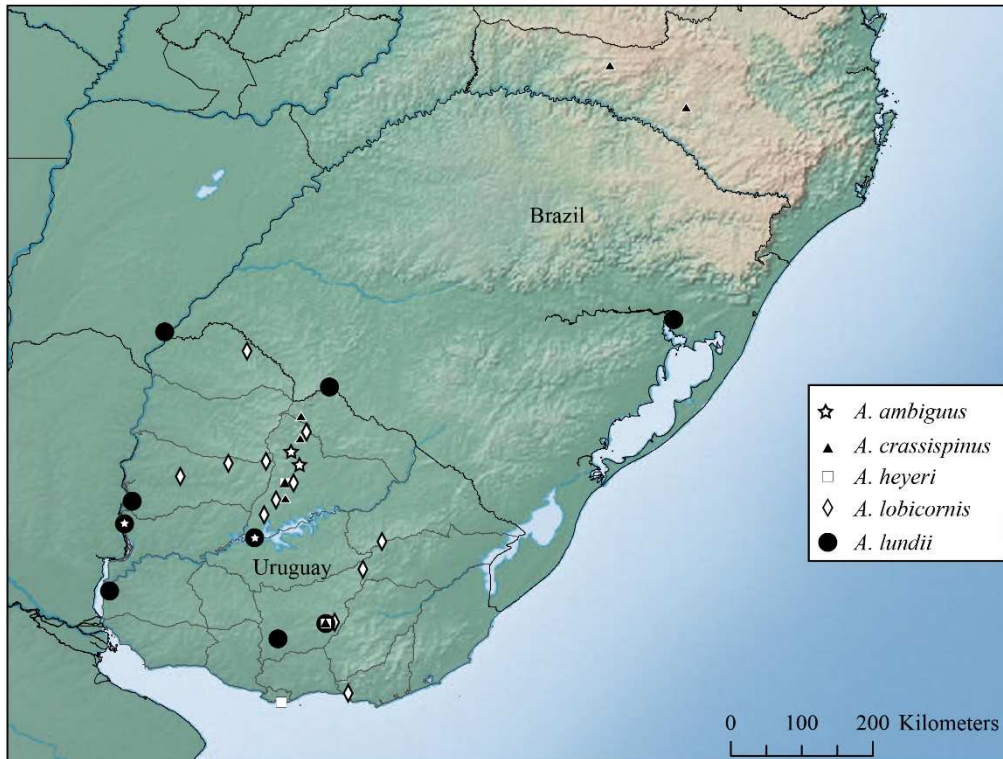 Brazil
Uruguay
A. ambiguus
A. crassispinus
A. heyeri
A. lobicornis
A. lundii
0 100 200 Kilometers